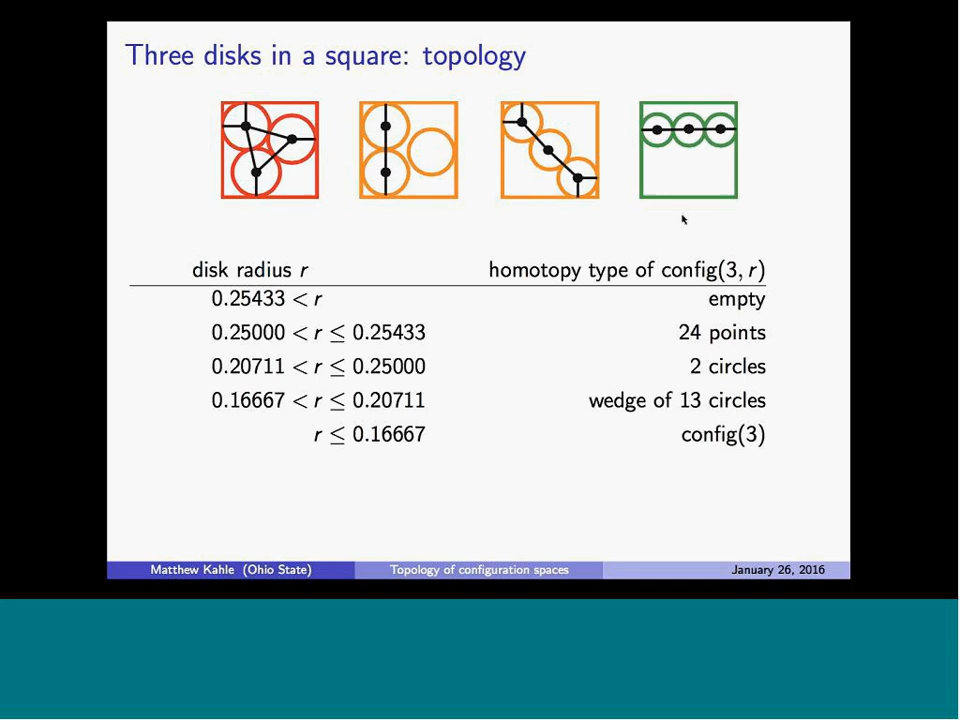 Three disks in a square: topology
disk radius r homotopy type of config(3, r)
0.25433 < r empty
0.25000 < r ≤ 0.25433 24 points
0.20711 < r ≤ 0.25000 2 circles
0.16667 < r ≤ 0.20711 wedge of 13 circles
r ≤ 0.16667 config(3)
Matthew Kahle (Ohio State) Topology of configuration spaces January 26, 2016